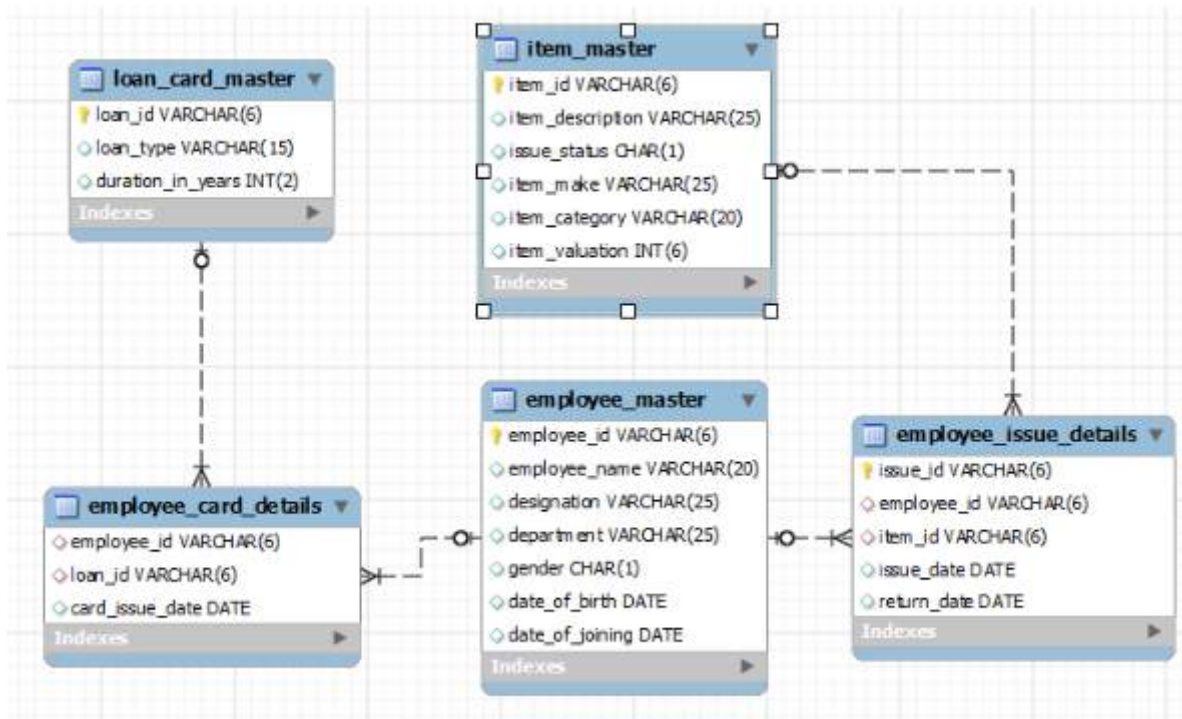 loan_card_master
loan_id VARCHAR(6)
loan_type VARCHAR(15)
duration_in_years INT(2)
Indexes
item_master
item_id VARCHAR(6)
item_description VARCHAR(25)
issue_status CHAR(1)
item_make VARCHAR(25)
item_category VARCHAR(20)
item_valuation INT(6)
Indexes
employee_card_details
employee_id VARCHAR(6)
loan_id VARCHAR(6)
card_issue_date DATE
Indexes
employee_master
employee_id VARCHAR(6)
employee_name VARCHAR(20)
designation VARCHAR(25)
department VARCHAR(25)
gender CHAR(1)
date_of_birth DATE
date_of_joining DATE
Indexes
employee_issue_details
issue_id VARCHAR(6)
employee_id VARCHAR(6)
item_id VARCHAR(6)
issue_date DATE
return_date DATE
Indexes